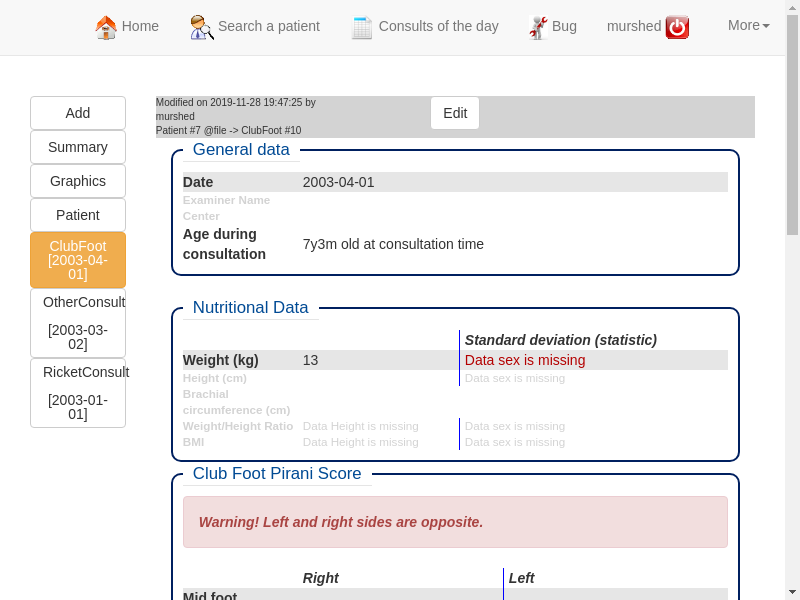 Home
Search a patient
Consults of the day
Bug
murshed
More
Add
Summary
Graphics
Patient
ClubFoot
[2003-04-
01]
OtherConsult
[2003-03-
02]
RicketConsult
[2003-01-
01]
Modified on 2019-11-28 19:47:25 by
murshed
Patient #7 @file -> ClubFoot #10
Edit
General data
Date 2003-04-01
Examiner Name
Center
Age during
consultation
7y3m old at consultation time
Nutritional Data
Standard deviation (statistic)
Weight (kg) 13 Data sex is missing
Height (cm) Data sex is missing
Brachial
circumference (cm)
Weight/Height Ratio Data Height is missing Data sex is missing
BMI Data Height is missing Data sex is missing
Club Foot Pirani Score
Warning! Left and right sides are opposite.
Right Left
Mid foot